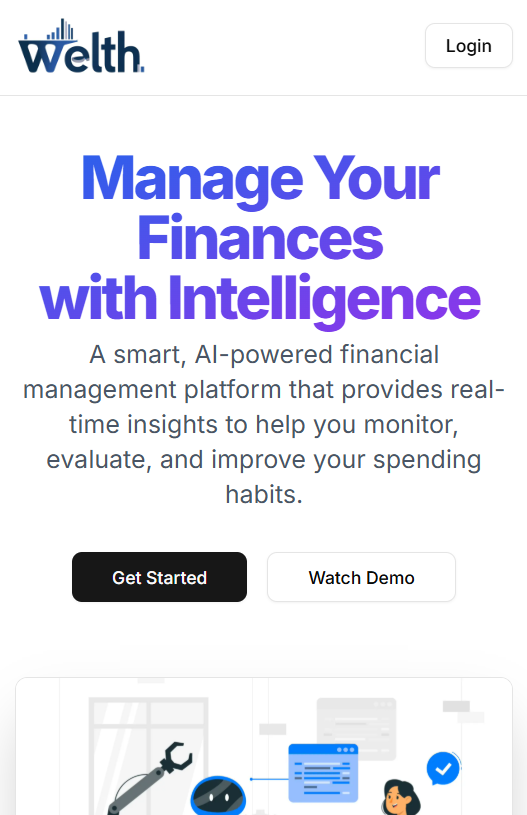 Welth.
Login
Manage Your
Finances
with Intelligence
A smart, AI-powered financial
management platform that provides real-
time insights to help you monitor,
evaluate, and improve your spending
habits.
Get Started
Watch Demo